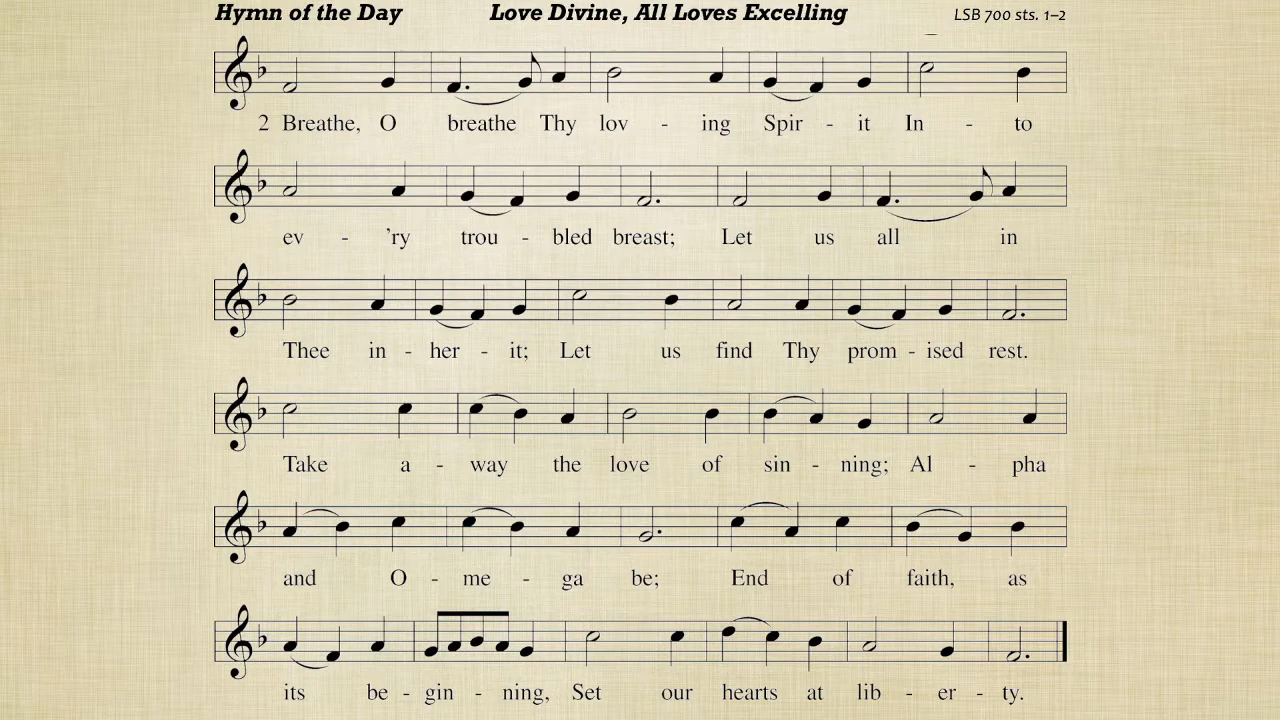 Hymn of the Day Love Divine, All Loves Excelling LSB 700 sts. 1–2
2 Breathe, O breathe Thy lov - ing Spir - it In - to
ev - ’ry trou - bled breast; Let us all in
Thee in - her - it; Let us find Thy prom - ised rest.
Take a - way the love of sin - ning; Al - pha
and O - me - ga be; End of faith, as
its be - gin - ning, Set our hearts at lib - er - ty.